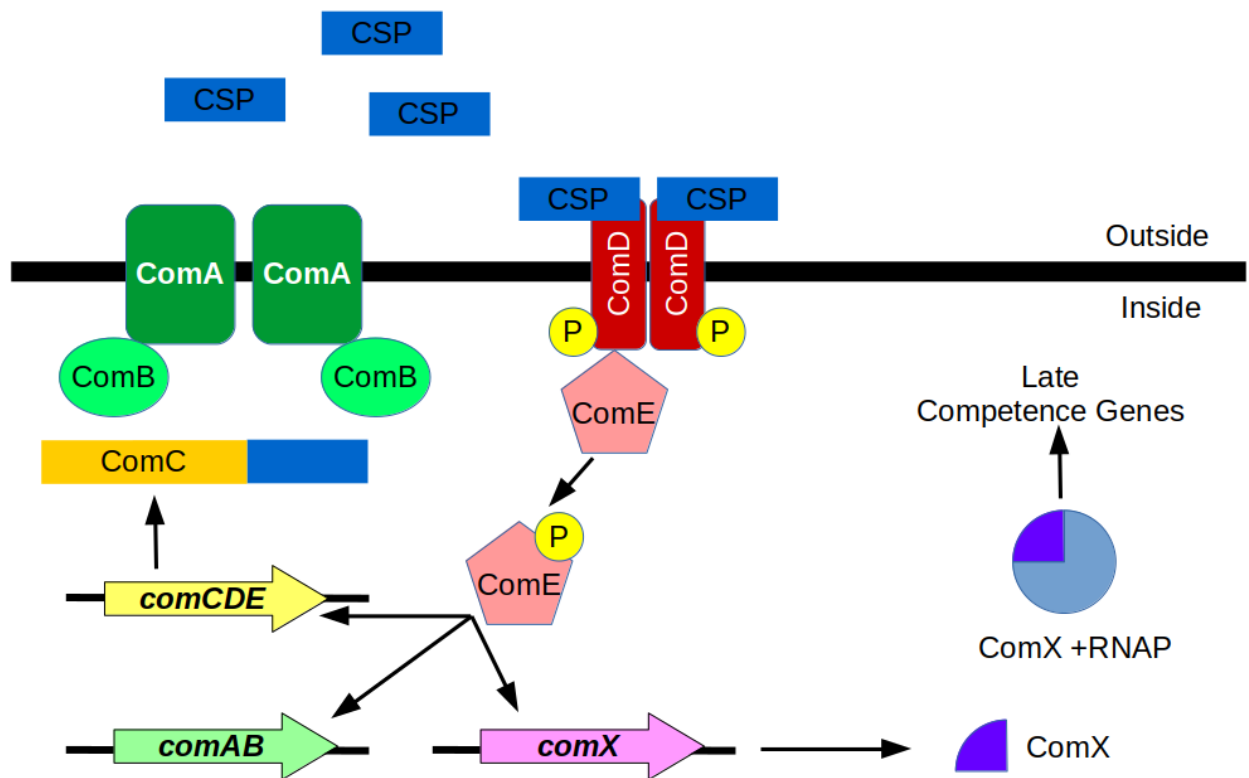 CSP
CSP
CSP
CSP
CSP
ComD
ComD
Outside
ComA
ComA
Inside
P
P
ComB
ComB
ComE
Late
Competence Genes
ComC
P
ComE
comCDE
ComX +RNAP
comAB
comX
ComX